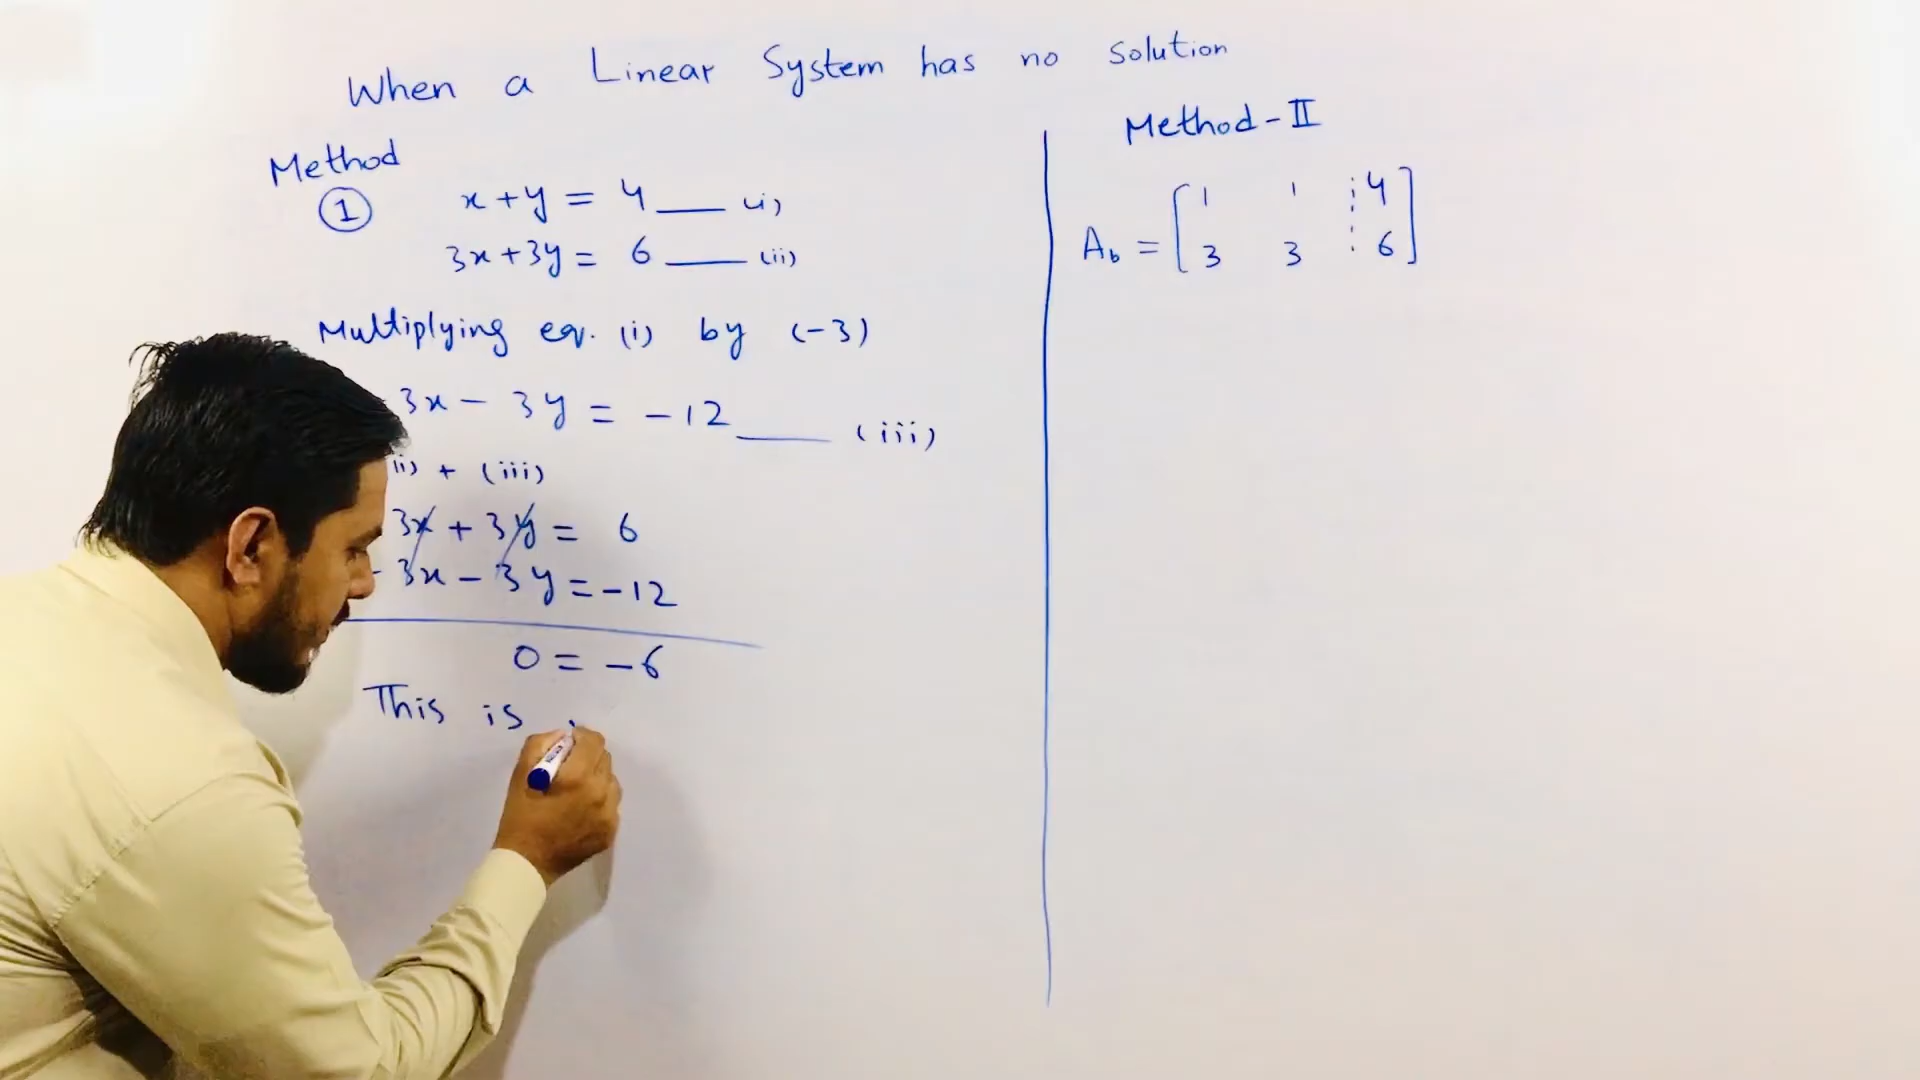 When a Linear System has no solution
Method
①
x + y = 4 ___ (i)
3x + 3y = 6 ___ (ii)
Multiplying eq. (i) by (-3)
3x - 3y = -12 ___ (iii)
(ii) + (iii)
3x + 3y = 6
- 3x - 3y = -12
0 = -6
This is
Method - II
A_b = [ 1 1 ⋮ 4
3 3 ⋮ 6 ]